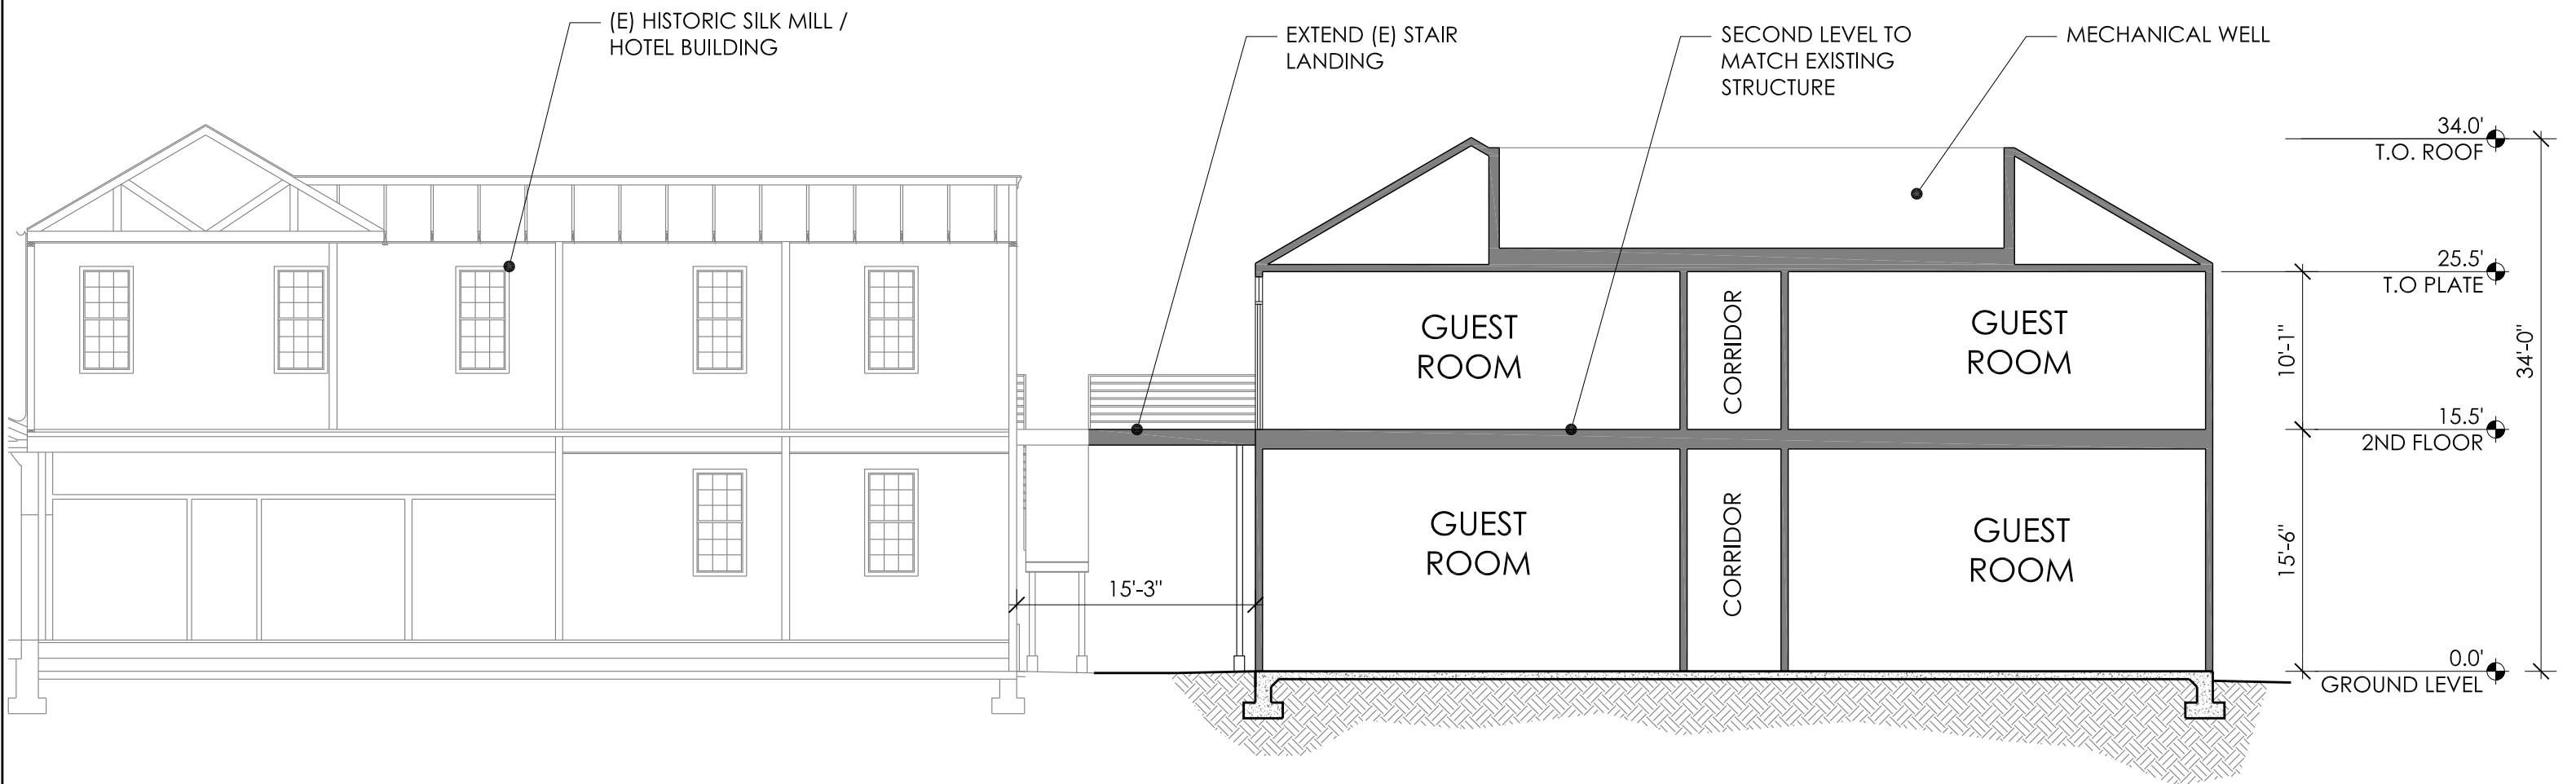 (E) HISTORIC SILK MILL /
HOTEL BUILDING
EXTEND (E) STAIR
LANDING
SECOND LEVEL TO
MATCH EXISTING
STRUCTURE
MECHANICAL WELL
34.0'
T.O. ROOF
25.5'
T.O PLATE
GUEST
ROOM
CORRIDOR
GUEST
ROOM
10'-1"
34'-0"
15.5'
2ND FLOOR
GUEST
ROOM
CORRIDOR
GUEST
ROOM
15'-6"
15'-3"
0.0'
GROUND LEVEL